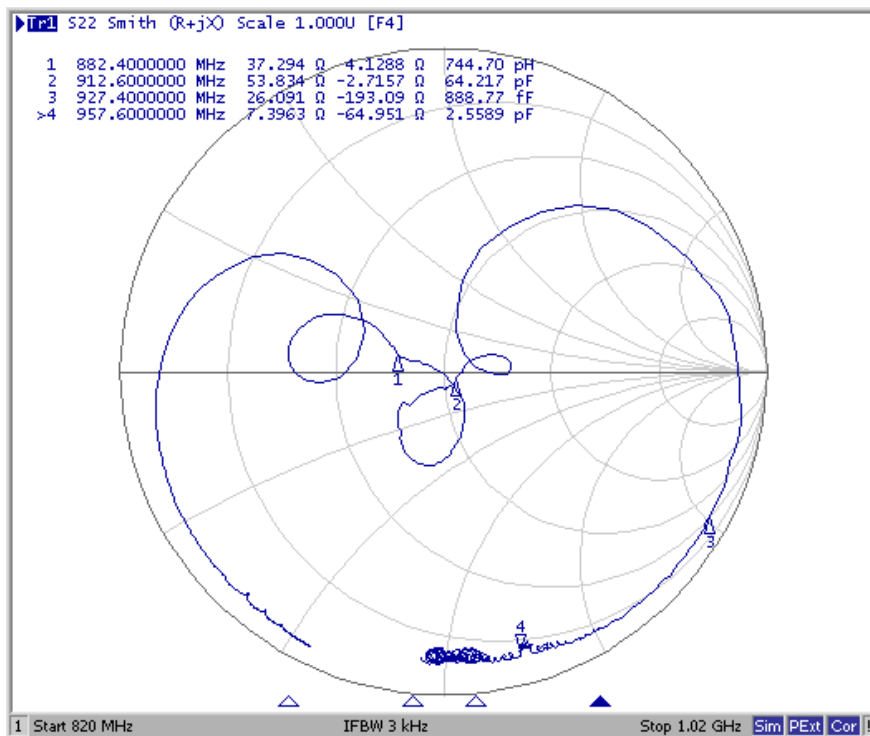 Tr1 S22 Smith (R+jX) Scale 1.000U [F4]
1 882.4000000 MHz 37.294 Ω 4.1288 Ω 744.70 pH
2 912.6000000 MHz 53.834 Ω -2.7157 Ω 64.217 pF
3 927.4000000 MHz 26.091 Ω -193.09 Ω 888.77 fF
>4 957.6000000 MHz 7.3963 Ω -64.951 Ω 2.5589 pF
1
2
3
4
1 Start 820 MHz IFBW 3 kHz Stop 1.02 GHz Sim PExt Cor !